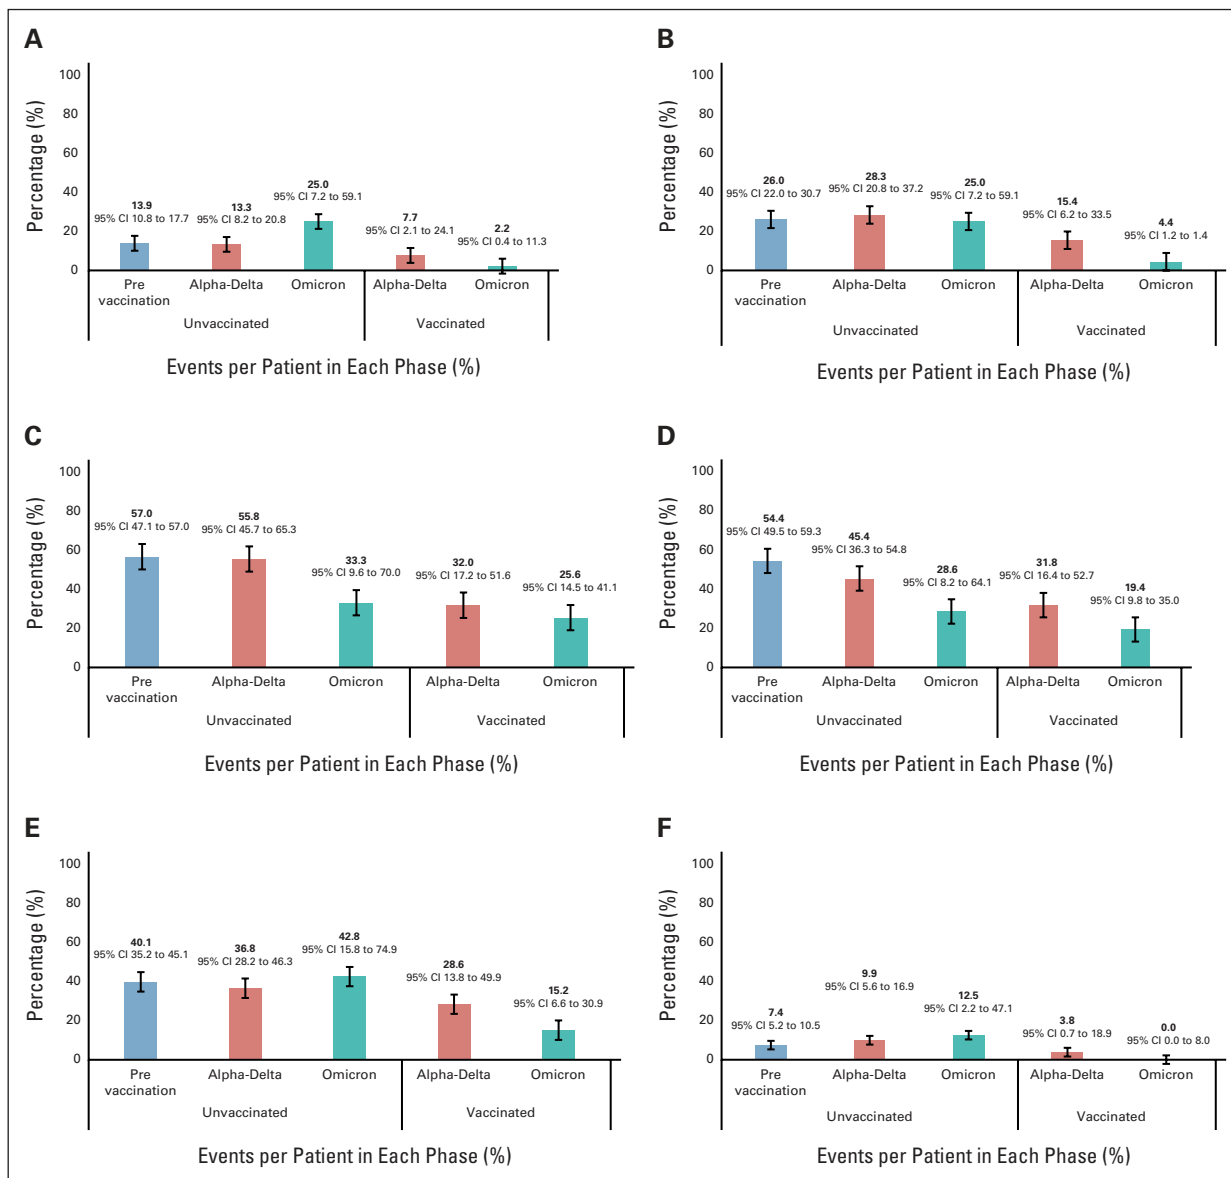 A
Percentage (%)
100
80
60
40
20
0
13.9
95% CI 10.8 to 17.7
13.3
95% CI 8.2 to 20.8
25.0
95% CI 7.2 to 59.1
7.7
95% CI 2.1 to 24.1
2.2
95% CI 0.4 to 11.3
Pre vaccination
Alpha-Delta
Omicron
Alpha-Delta
Omicron
Unvaccinated
Vaccinated
Events per Patient in Each Phase (%)
B
Percentage (%)
100
80
60
40
20
0
26.0
95% CI 22.0 to 30.7
28.3
95% CI 20.8 to 37.2
25.0
95% CI 7.2 to 59.1
15.4
95% CI 6.2 to 33.5
4.4
95% CI 1.2 to 1.4
Pre vaccination
Alpha-Delta
Omicron
Alpha-Delta
Omicron
Unvaccinated
Vaccinated
Events per Patient in Each Phase (%)
C
Percentage (%)
100
80
60
40
20
0
57.0
95% CI 47.1 to 57.0
55.8
95% CI 45.7 to 65.3
33.3
95% CI 9.6 to 70.0
32.0
95% CI 17.2 to 51.6
25.6
95% CI 14.5 to 41.1
Pre vaccination
Alpha-Delta
Omicron
Alpha-Delta
Omicron
Unvaccinated
Vaccinated
Events per Patient in Each Phase (%)
D
Percentage (%)
100
80
60
40
20
0
54.4
95% CI 49.5 to 59.3
45.4
95% CI 36.3 to 54.8
28.6
95% CI 8.2 to 64.1
31.8
95% CI 16.4 to 52.7
19.4
95% CI 9.8 to 35.0
Pre vaccination
Alpha-Delta
Omicron
Alpha-Delta
Omicron
Unvaccinated
Vaccinated
Events per Patient in Each Phase (%)
E
Percentage (%)
100
80
60
40
20
0
40.1
95% CI 35.2 to 45.1
36.8
95% CI 28.2 to 46.3
42.8
95% CI 15.8 to 74.9
28.6
95% CI 13.8 to 49.9
15.2
95% CI 6.6 to 30.9
Pre vaccination
Alpha-Delta
Omicron
Alpha-Delta
Omicron
Unvaccinated
Vaccinated
Events per Patient in Each Phase (%)
F
Percentage (%)
100
80
60
40
20
0
7.4
95% CI 5.2 to 10.5
9.9
95% CI 5.6 to 16.9
12.5
95% CI 2.2 to 47.1
3.8
95% CI 0.7 to 18.9
0.0
95% CI 0.0 to 8.0
Pre vaccination
Alpha-Delta
Omicron
Alpha-Delta
Omicron
Unvaccinated
Vaccinated
Events per Patient in Each Phase (%)